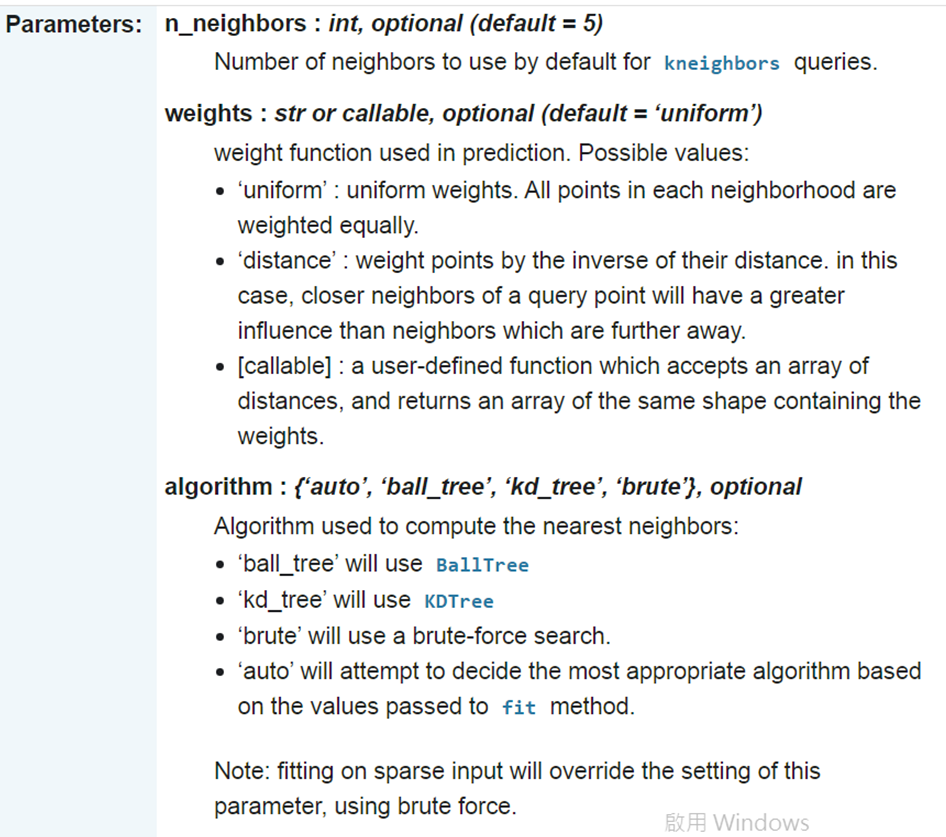 Parameters: n_neighbors : int, optional (default = 5)
Number of neighbors to use by default for kneighbors queries.
weights : str or callable, optional (default = ‘uniform’)
weight function used in prediction. Possible values:
• ‘uniform’ : uniform weights. All points in each neighborhood are
weighted equally.
• ‘distance’ : weight points by the inverse of their distance. in this
case, closer neighbors of a query point will have a greater
influence than neighbors which are further away.
• [callable] : a user-defined function which accepts an array of
distances, and returns an array of the same shape containing the
weights.
algorithm : {‘auto’, ‘ball_tree’, ‘kd_tree’, ‘brute’}, optional
Algorithm used to compute the nearest neighbors:
• ‘ball_tree’ will use BallTree
• ‘kd_tree’ will use KDTree
• ‘brute’ will use a brute-force search.
• ‘auto’ will attempt to decide the most appropriate algorithm based
on the values passed to fit method.
Note: fitting on sparse input will override the setting of this
parameter, using brute force.
啟用 Windows